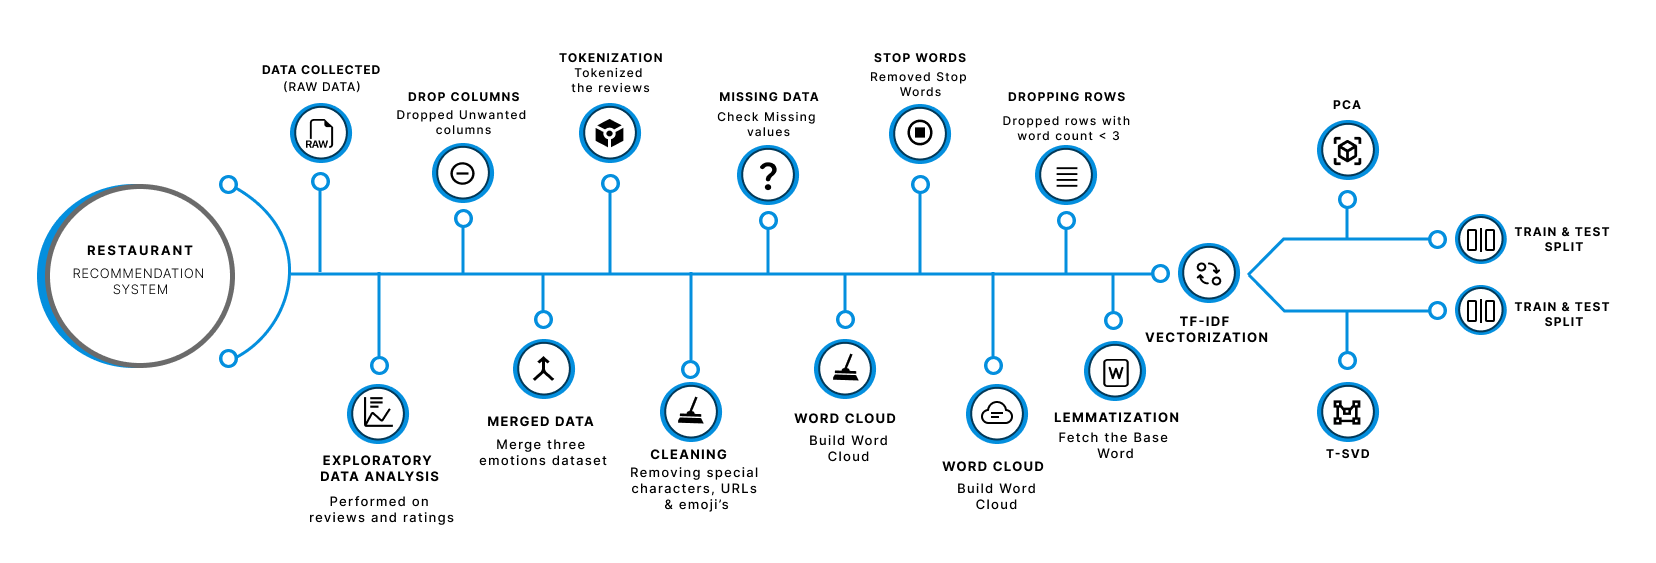 RESTAURANT
RECOMMENDATION
SYSTEM
DATA COLLECTED
(RAW DATA)
RAW
EXPLORATORY
DATA ANALYSIS
Performed on
reviews and ratings
DROP COLUMNS
Dropped Unwanted
columns
MERGED DATA
Merge three
emotions dataset
TOKENIZATION
Tokenized
the reviews
CLEANING
Removing special
characters, URLs
& emoji’s
MISSING DATA
Check Missing
values
?
WORD CLOUD
Build Word
Cloud
STOP WORDS
Removed Stop
Words
WORD CLOUD
Build Word
Cloud
DROPPING ROWS
Dropped rows with
word count < 3
W
LEMMATIZATION
Fetch the Base
Word
TF-IDF
VECTORIZATION
PCA
TRAIN & TEST
SPLIT
TRAIN & TEST
SPLIT
T-SVD